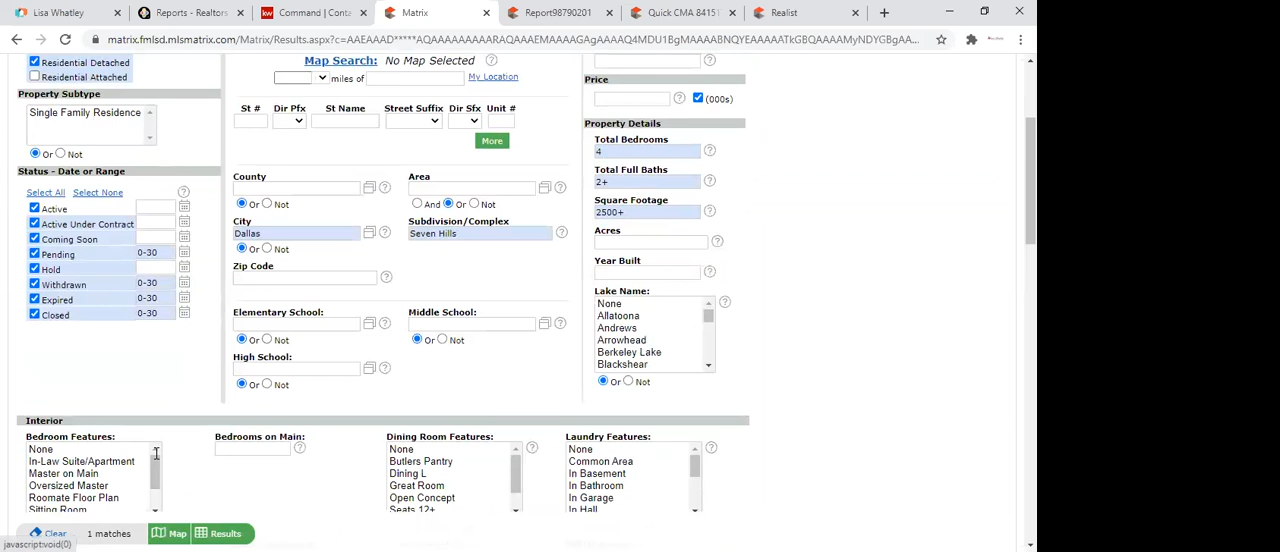 Lisa Whatley
Reports - Realtors
Command | Conta
Matrix
Report98790201
Quick CMA 84151
Realist
matrix.fmlsd.mlsmatrix.com/Matrix/Results.aspx?c=AAEAAAD*****AQAAAAAAAAARAQAAAEMAAAAGAgAAAAQ4MDU1BgMAAAABNQYEAAAAATkGBQAAAAMyNDYGBgAA...
Residential Detached
Residential Attached
Map Search: No Map Selected
miles of
My Location
Price
(000s)
Property Subtype
Single Family Residence
Or Not
St # Dir Pfx St Name Street Suffix Dir Sfx Unit #
More
Property Details
Total Bedrooms
4
Total Full Baths
2+
Square Footage
2500+
Acres
Year Built
Lake Name:
None
Allatoona
Andrews
Arrowhead
Berkeley Lake
Blackshear
Or Not
Status - Date or Range
Select All Select None
Active
Active Under Contract
Coming Soon
Pending 0-30
Hold
Withdrawn 0-30
Expired 0-30
Closed 0-30
County
Or Not
Area
And Or Not
City
Dallas
Or Not
Subdivision/Complex
Seven Hills
Zip Code
Elementary School:
Or Not
Middle School:
Or Not
High School:
Or Not
Interior
Bedroom Features:
None
In-Law Suite/Apartment
Master on Main
Oversized Master
Roomate Floor Plan
Sitting Room
Bedrooms on Main:
Dining Room Features:
None
Butlers Pantry
Dining L
Great Room
Open Concept
Seats 12+
Laundry Features:
None
Common Area
In Basement
In Bathroom
In Garage
In Hall
Clear 1 matches Map Results
javascript:void(0)